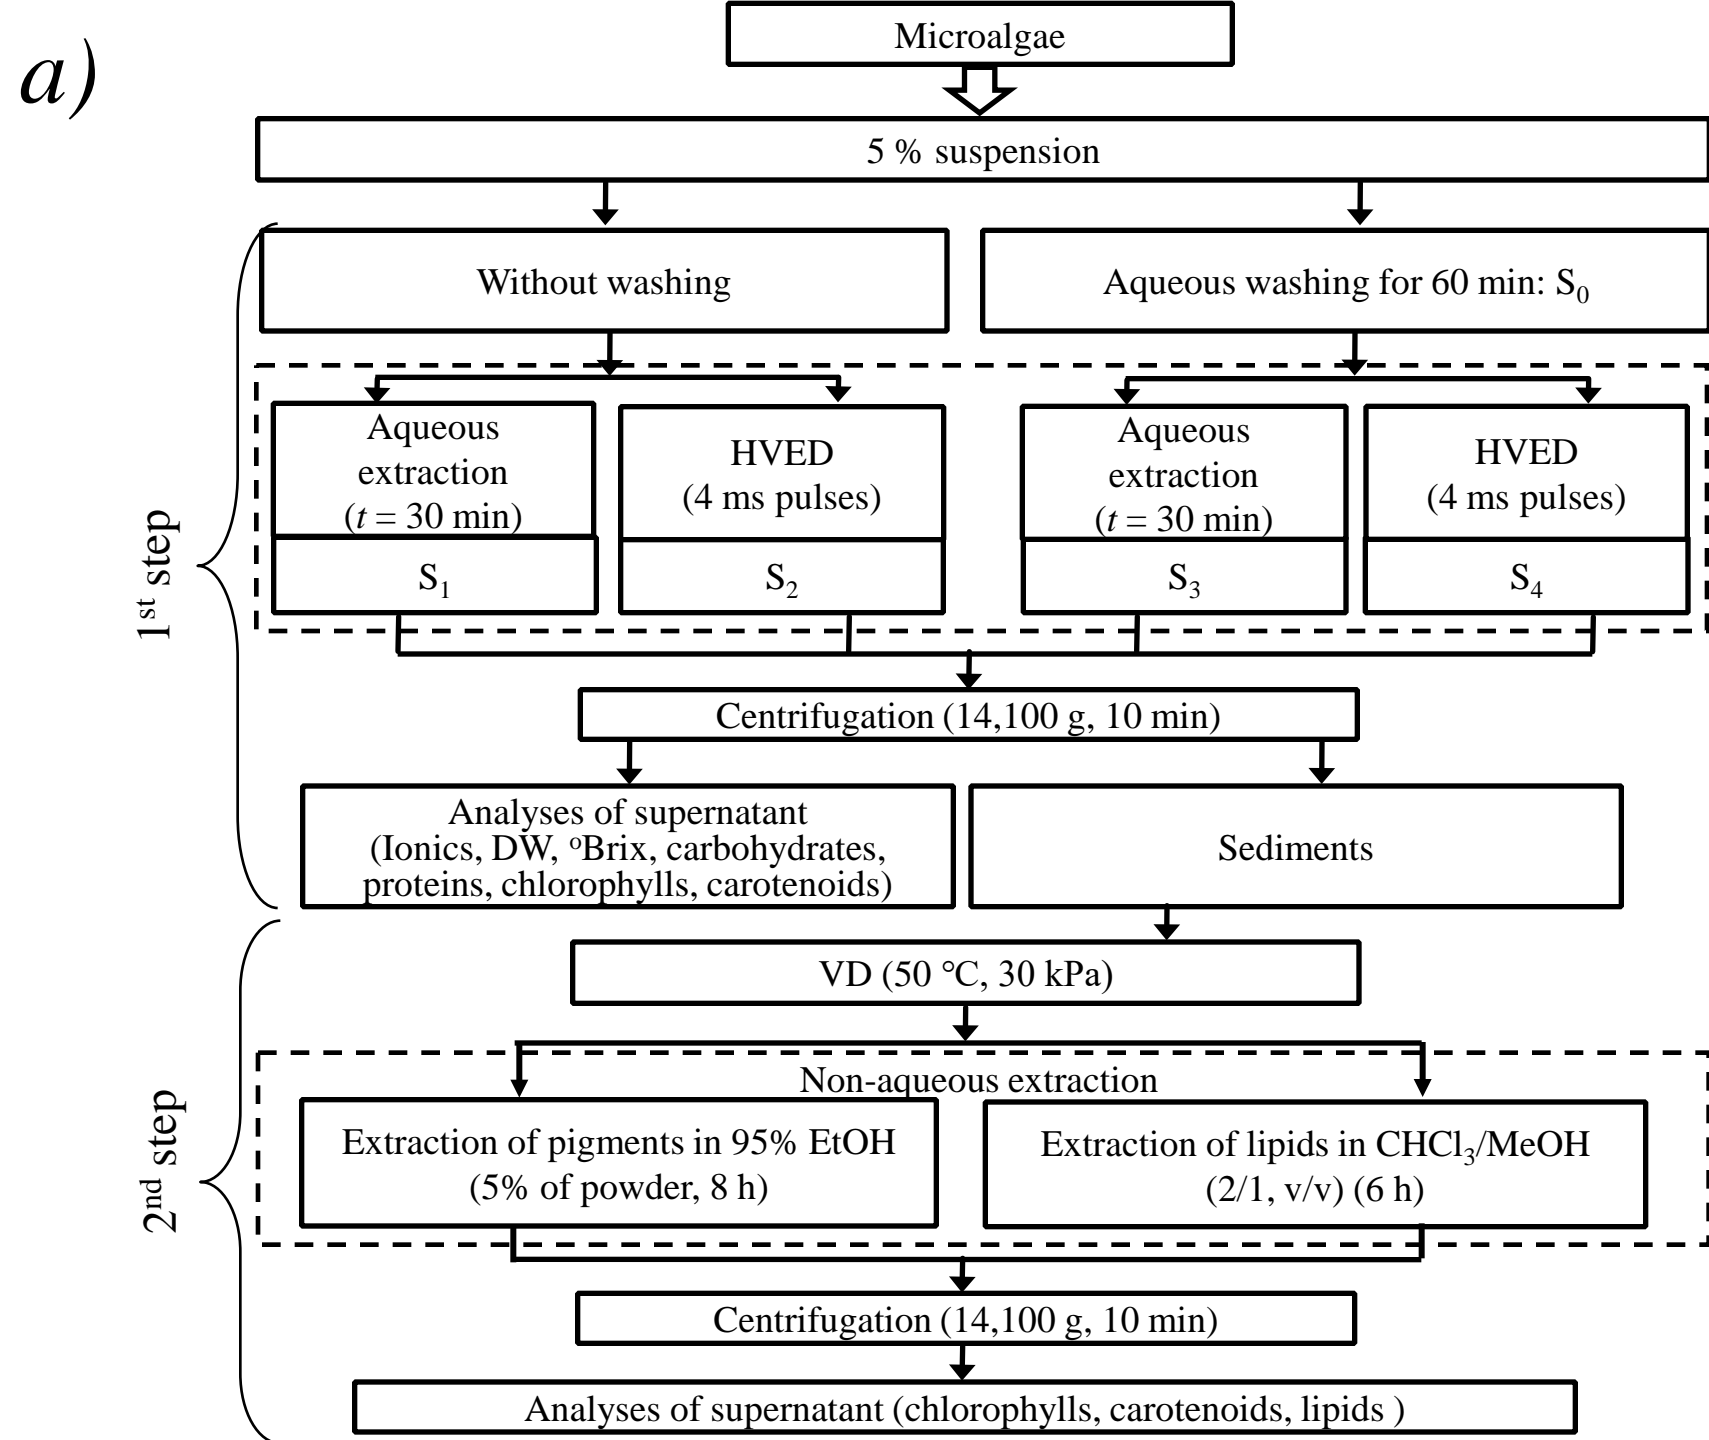 a)
Microalgae
5 % suspension
Without washing
Aqueous washing for 60 min: S₀
Aqueous
extraction
(t = 30 min)
S₁
HVED
(4 ms pulses)
S₂
Aqueous
extraction
(t = 30 min)
S₃
HVED
(4 ms pulses)
S₄
1ˢᵗ step
Centrifugation (14,100 g, 10 min)
Analyses of supernatant
(Ionics, DW, ᵒBrix, carbohydrates,
proteins, chlorophylls, carotenoids)
Sediments
VD (50 °C, 30 kPa)
2ⁿᵈ step
Non-aqueous extraction
Extraction of pigments in 95% EtOH
(5% of powder, 8 h)
Extraction of lipids in CHCl₃/MeOH
(2/1, v/v) (6 h)
Centrifugation (14,100 g, 10 min)
Analyses of supernatant (chlorophylls, carotenoids, lipids )